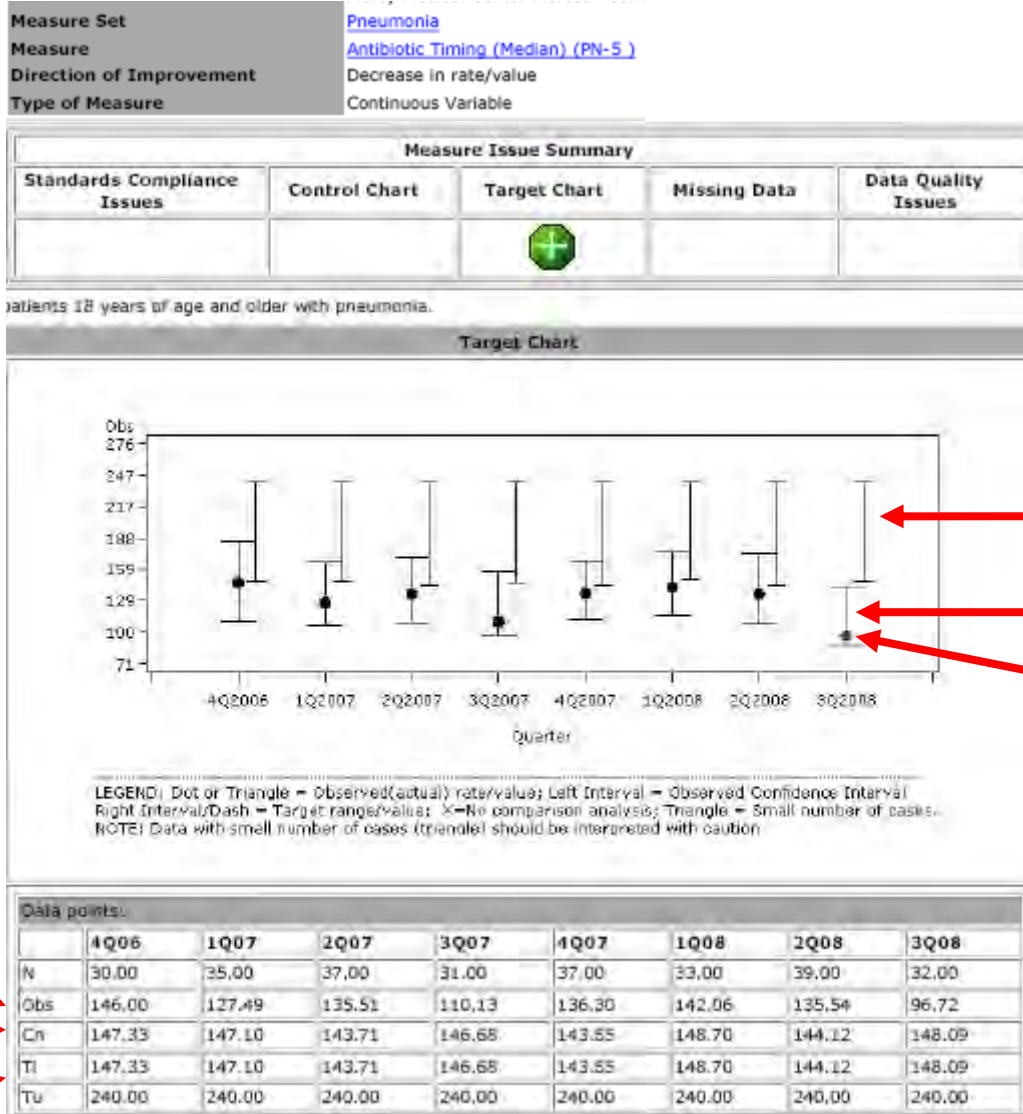 Measure Set Pneumonia
Measure Antibiotic Timing (Median) (PN-5 )
Direction of Improvement Decrease in rate/value
Type of Measure Continuous Variable
Measure Issue Summary
Standards Compliance Issues Control Chart Target Chart Missing Data Data Quality Issues
patients 18 years of age and older with pneumonia.
Target Chart
Obs
276
247
217
188
159
129
100
71
4Q2006 1Q2007 2Q2007 3Q2007 4Q2007 1Q2008 2Q2008 3Q2008
Quarter
LEGEND: Dot or Triangle = Observed(actual) rate/value; Left Interval = Observed Confidence Interval
Right Interval/Dash = Target range/value; X=No comparison analysis; Triangle = Small number of cases.
NOTE: Data with small number of cases (triangle) should be interpreted with caution
Data points:
4Q06 1Q07 2Q07 3Q07 4Q07 1Q08 2Q08 3Q08
N 30.00 35.00 37.00 31.00 37.00 33.00 39.00 32.00
Obs 146.00 127.49 135.51 110.13 136.30 142.06 135.54 96.72
Cn 147.33 147.10 143.71 146.68 143.55 148.70 144.12 148.09
Tl 147.33 147.10 143.71 146.68 143.55 148.70 144.12 148.09
Tu 240.00 240.00 240.00 240.00 240.00 240.00 240.00 240.00